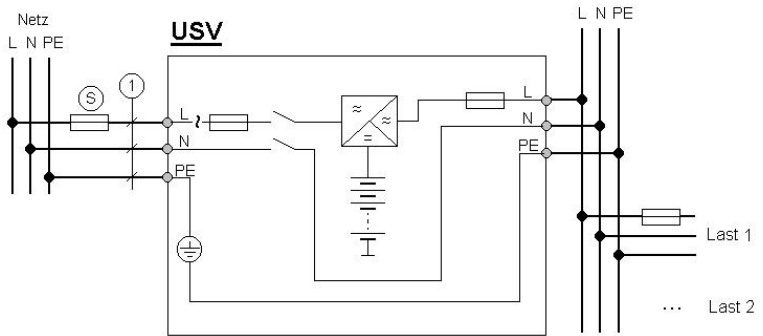 Netz
L N PE
USV
S
1
L
N
PE
≈
≈
=
L
N
PE
L N PE
Last 1
... Last 2